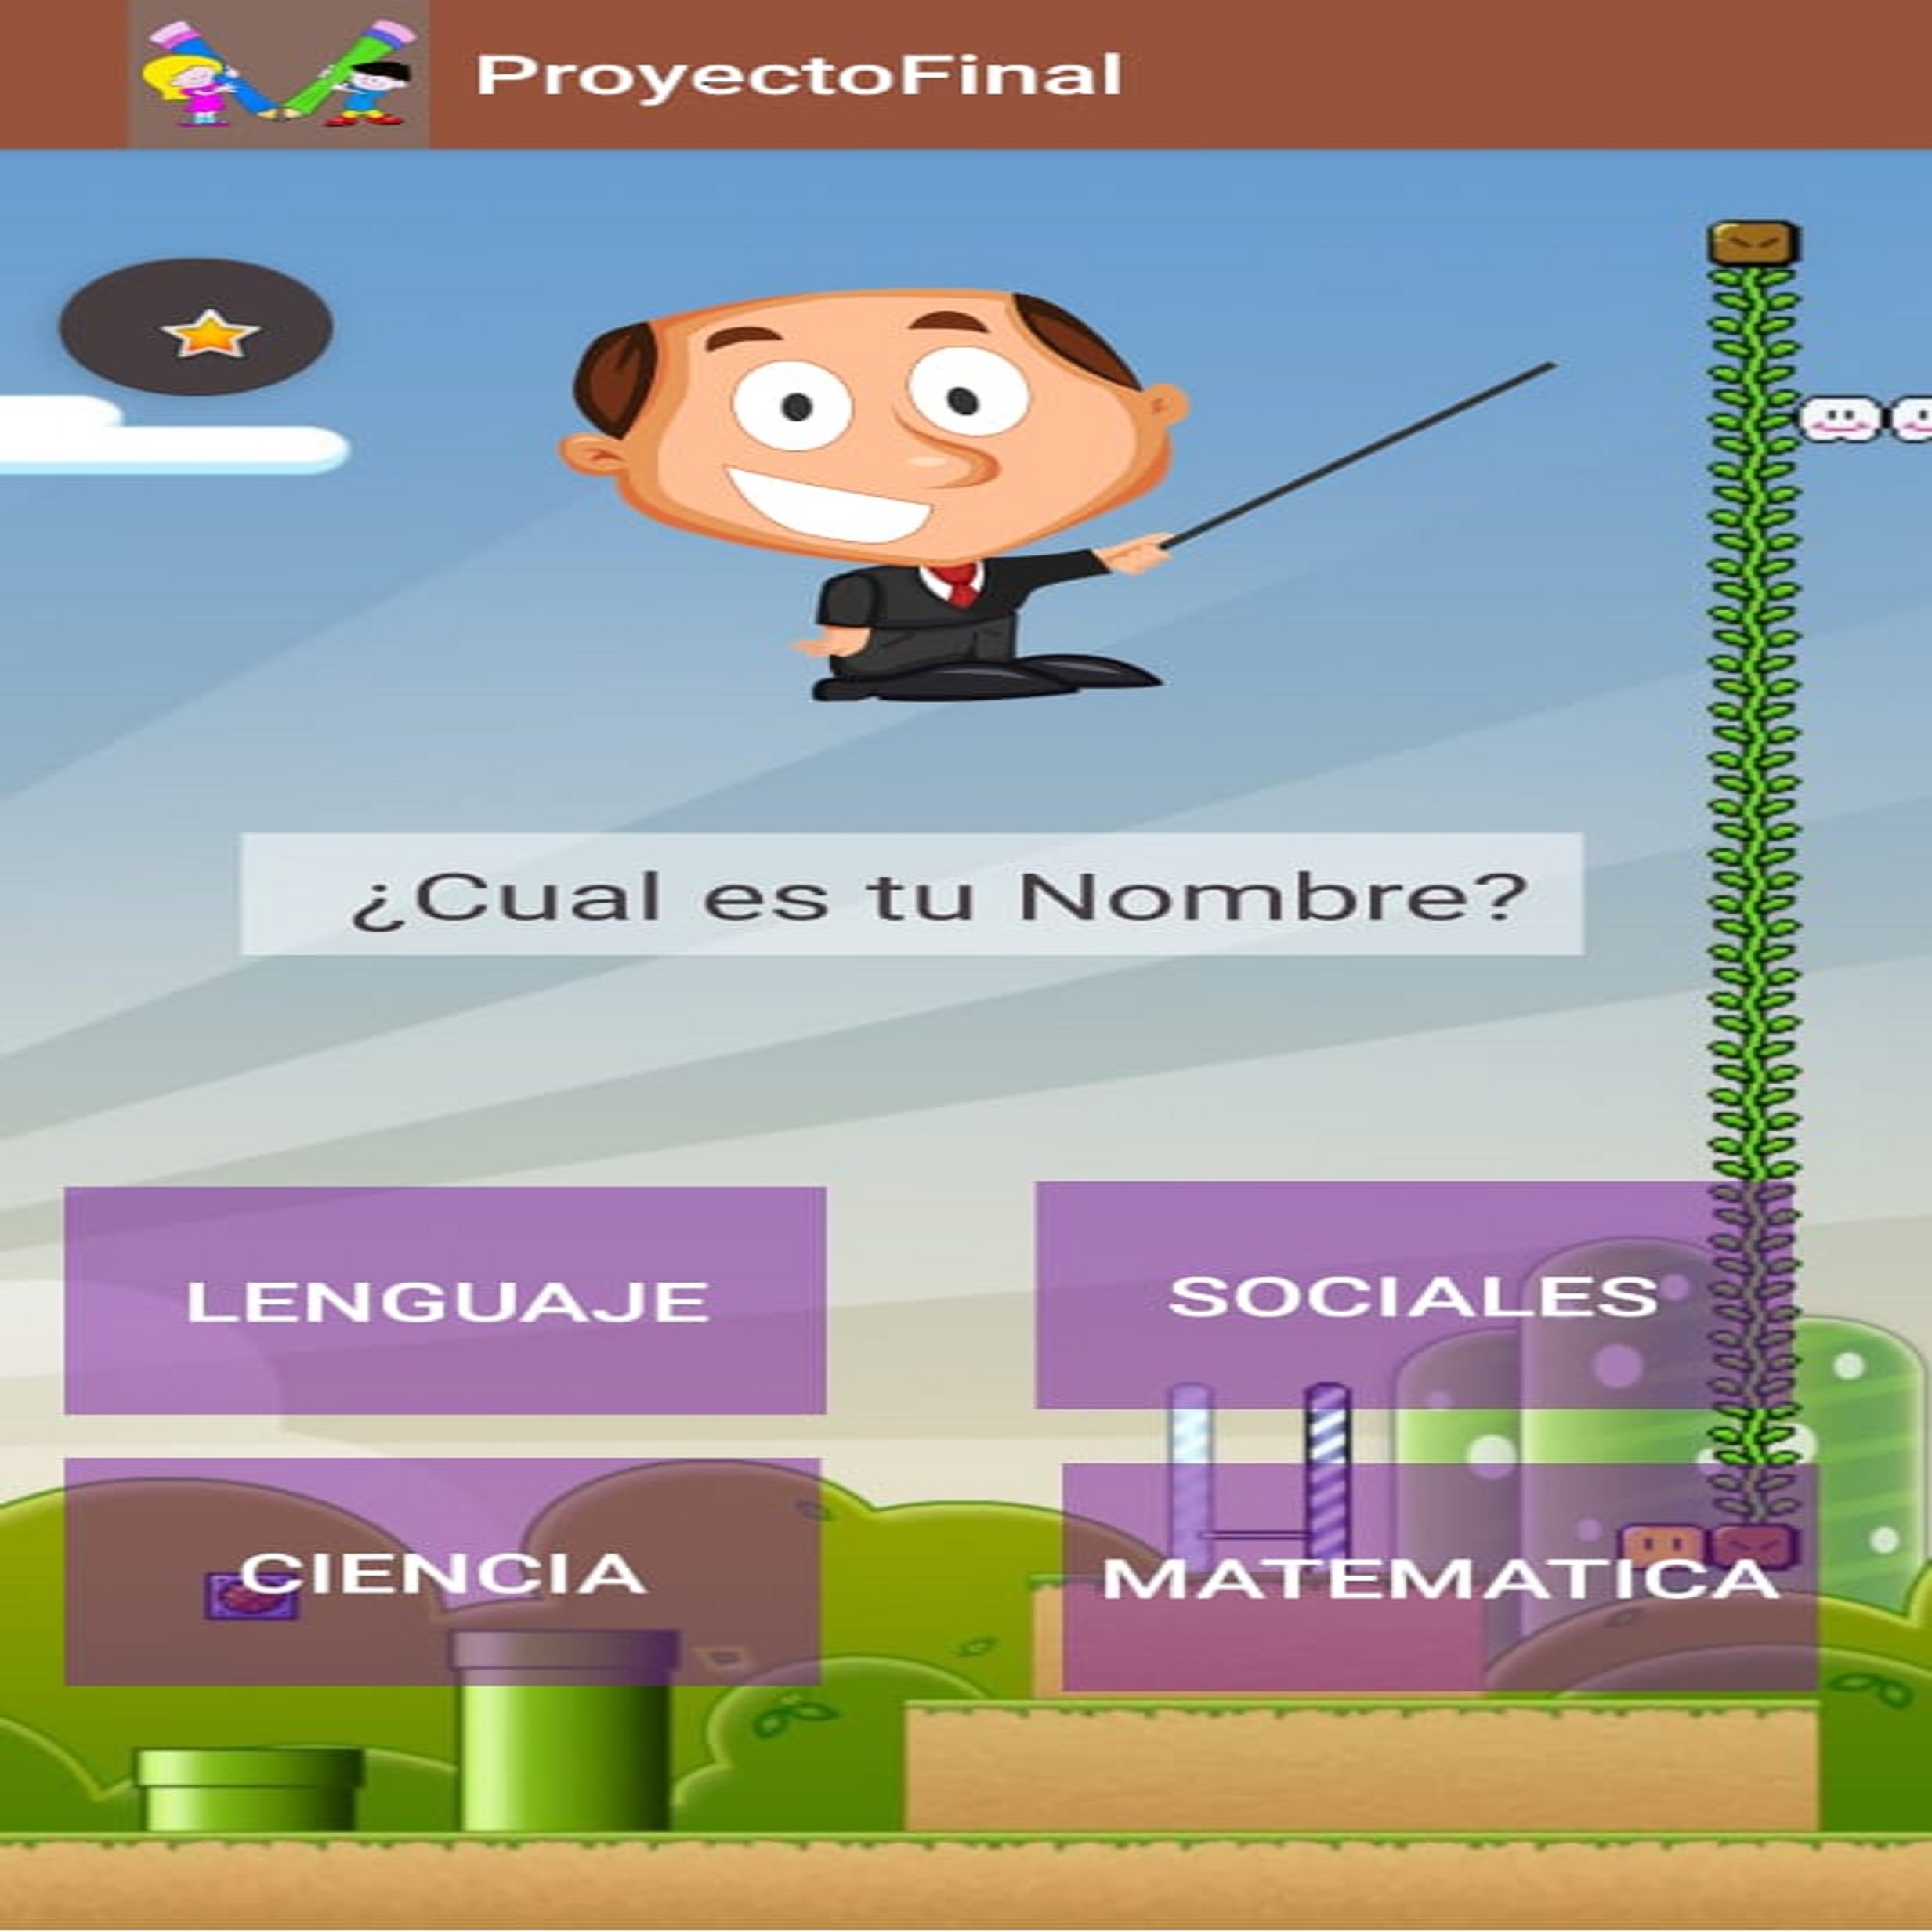 ProyectoFinal
¿Cual es tu Nombre?
LENGUAJE
SOCIALES
CIENCIA
MATEMATICA